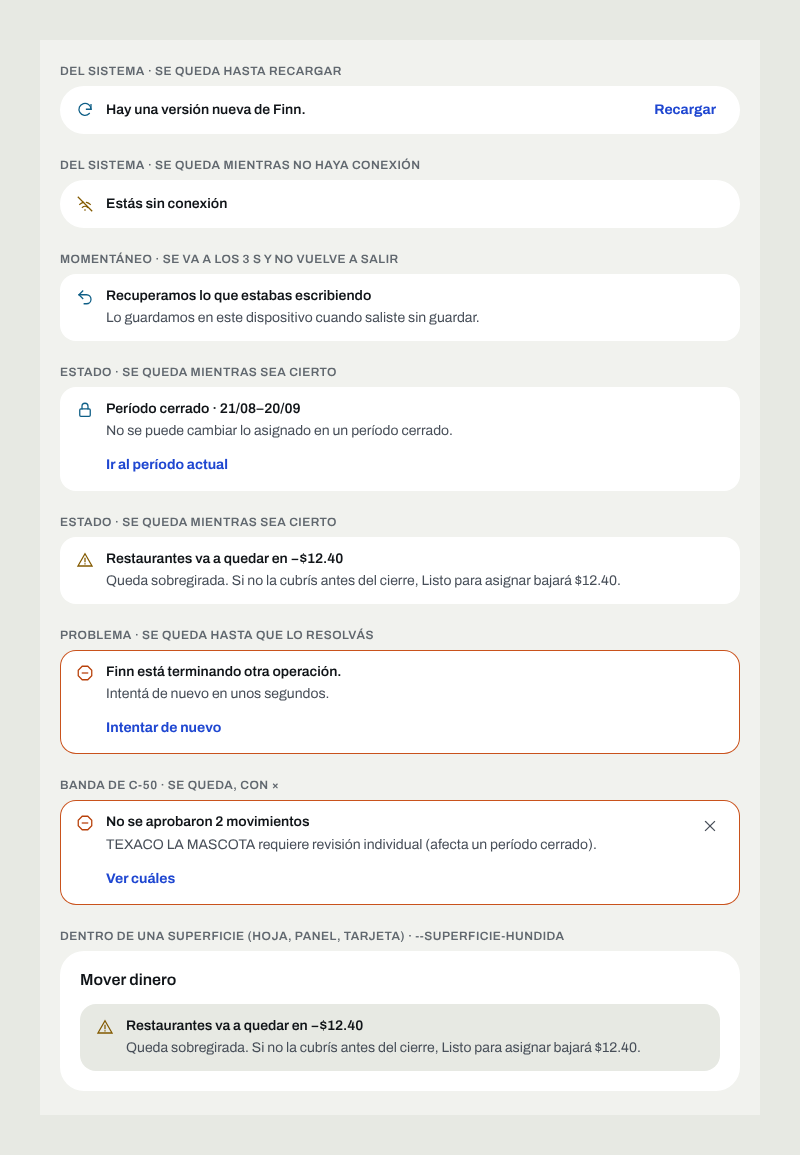 DEL SISTEMA · SE QUEDA HASTA RECARGAR
Hay una versión nueva de Finn.
Recargar
DEL SISTEMA · SE QUEDA MIENTRAS NO HAYA CONEXIÓN
Estás sin conexión
MOMENTÁNEO · SE VA A LOS 3 S Y NO VUELVE A SALIR
Recuperamos lo que estabas escribiendo
Lo guardamos en este dispositivo cuando saliste sin guardar.
ESTADO · SE QUEDA MIENTRAS SEA CIERTO
Período cerrado · 21/08–20/09
No se puede cambiar lo asignado en un período cerrado.
Ir al período actual
ESTADO · SE QUEDA MIENTRAS SEA CIERTO
Restaurantes va a quedar en −$12.40
Queda sobregirada. Si no la cubrís antes del cierre, Listo para asignar bajará $12.40.
PROBLEMA · SE QUEDA HASTA QUE LO RESOLVÁS
Finn está terminando otra operación.
Intentá de nuevo en unos segundos.
Intentar de nuevo
BANDA DE C-50 · SE QUEDA, CON ×
No se aprobaron 2 movimientos
TEXACO LA MASCOTA requiere revisión individual (afecta un período cerrado).
Ver cuáles
DENTRO DE UNA SUPERFICIE (HOJA, PANEL, TARJETA) · --SUPERFICIE-HUNDIDA
Mover dinero
Restaurantes va a quedar en −$12.40
Queda sobregirada. Si no la cubrís antes del cierre, Listo para asignar bajará $12.40.